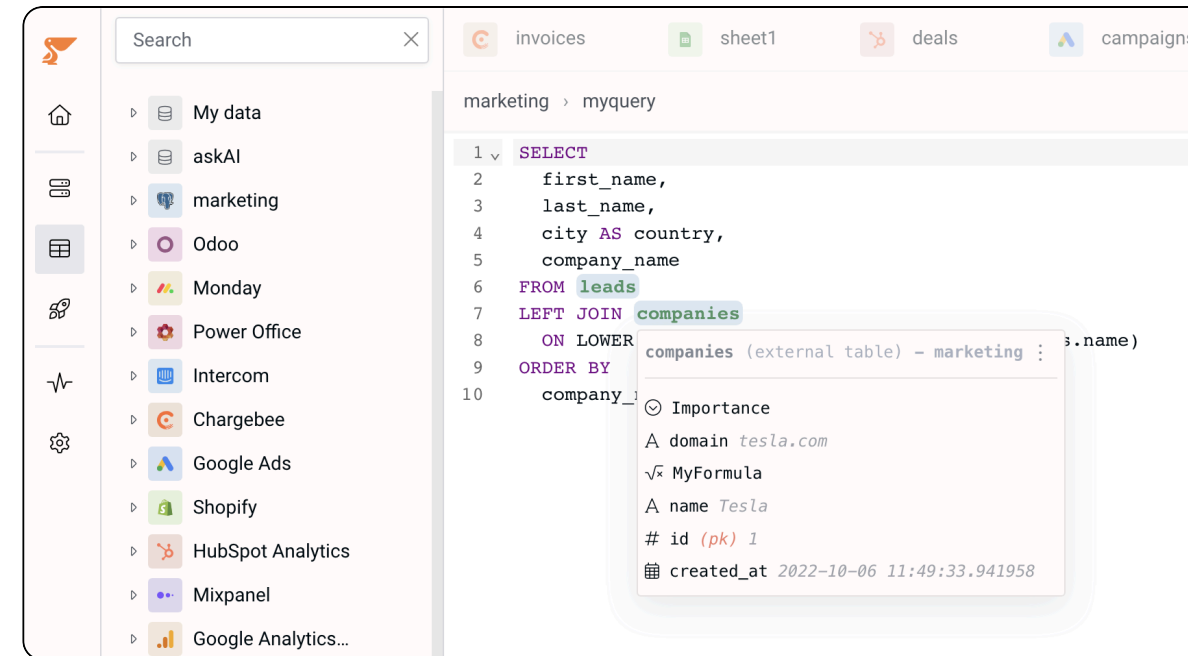 Search
My data
askAI
marketing
Odoo
Monday
Power Office
Intercom
Chargebee
Google Ads
Shopify
HubSpot Analytics
Mixpanel
Google Analytics...
invoices
sheet1
deals
campaigns
marketing › myquery
1 SELECT
2 first_name,
3 last_name,
4 city AS country,
5 company_name
6 FROM leads
7 LEFT JOIN companies
8 ON LOWER s.name)
9 ORDER BY
10 company_
companies (external table) – marketing
Importance
A domain tesla.com
√x MyFormula
A name Tesla
# id (pk) 1
created_at 2022-10-06 11:49:33.941958